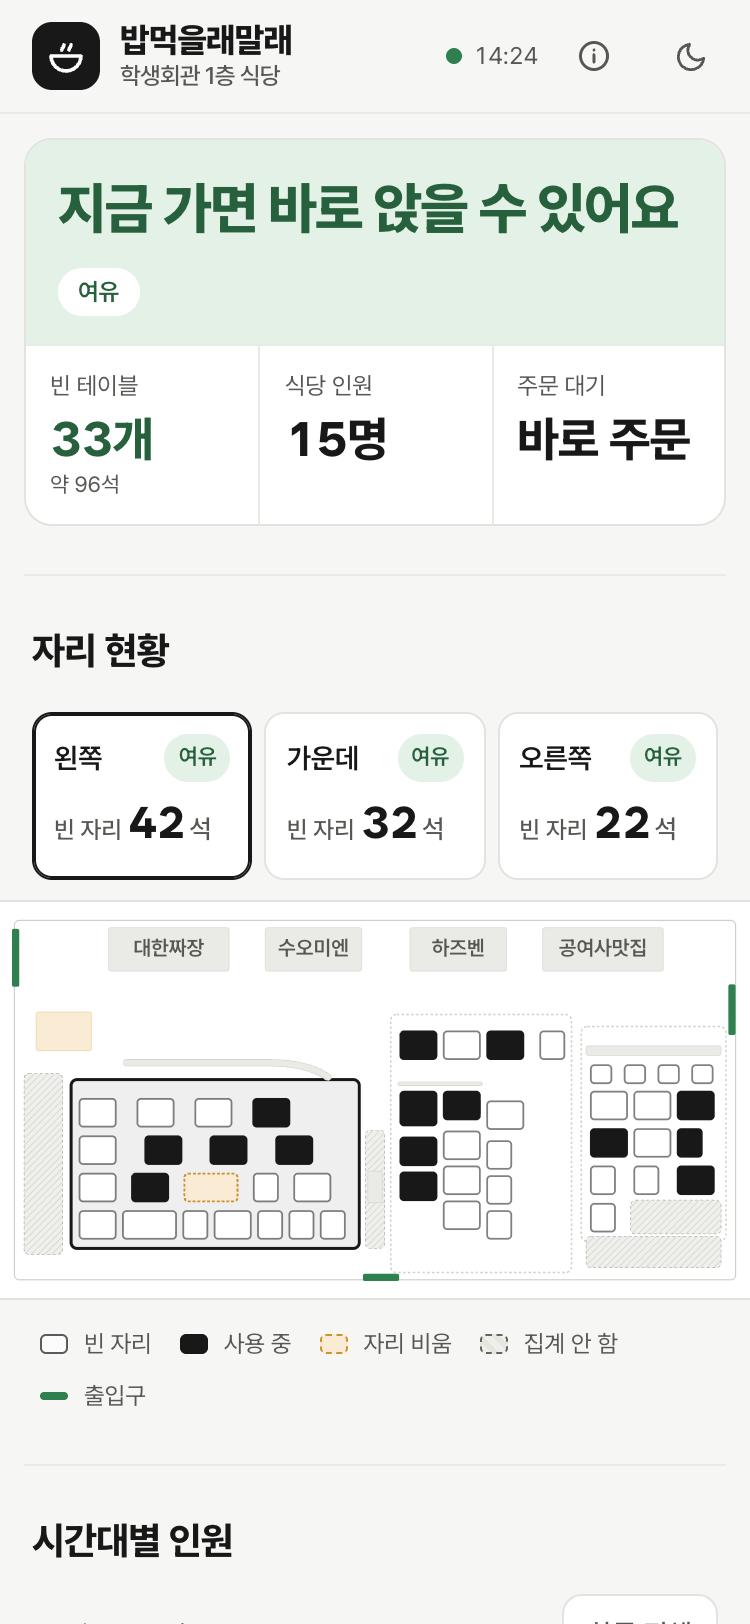 밥먹을래말래
학생회관 1층 식당
14:24
지금 가면 바로 앉을 수 있어요
여유
빈 테이블
33개
약 96석
식당 인원
15명
주문 대기
바로 주문
자리 현황
왼쪽 여유
빈 자리 42석
가운데 여유
빈 자리 32석
오른쪽 여유
빈 자리 22석
대한짜장 수오미엔 하즈벤 공여사맛집
빈 자리 사용 중 자리 비움 집계 안 함
출입구
시간대별 인원